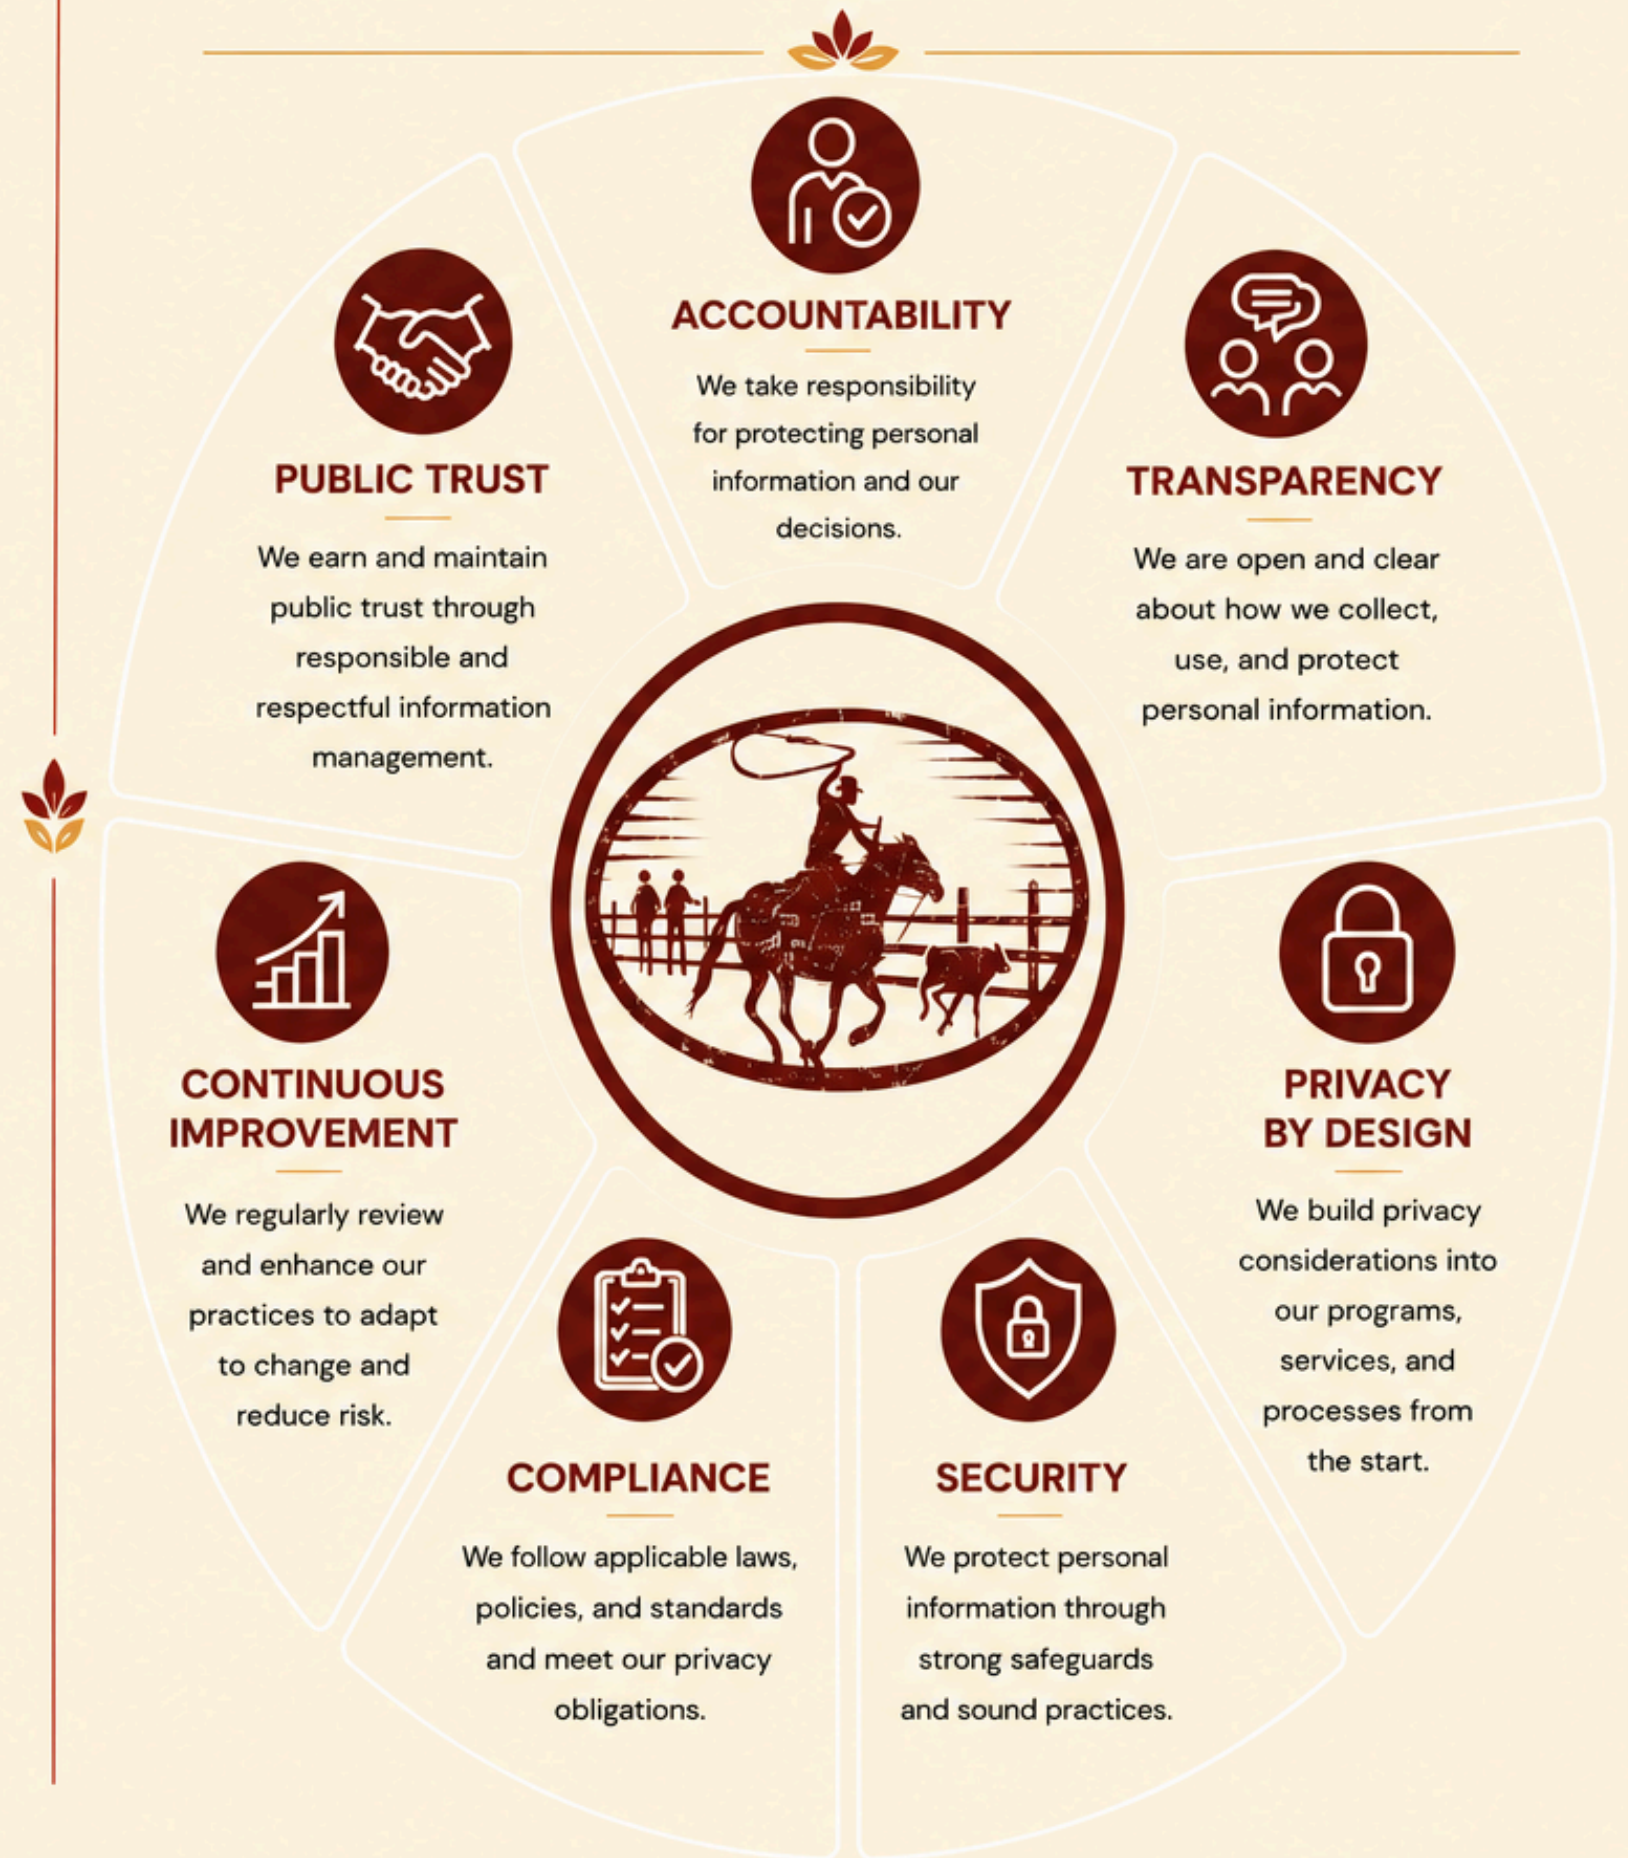 ACCOUNTABILITY
We take responsibility
for protecting personal
information and our
decisions.
TRANSPARENCY
We are open and clear
about how we collect,
use, and protect
personal information.
PRIVACY
BY DESIGN
We build privacy
considerations into
our programs,
services, and
processes from
the start.
SECURITY
We protect personal
information through
strong safeguards
and sound practices.
COMPLIANCE
We follow applicable laws,
policies, and standards
and meet our privacy
obligations.
CONTINUOUS
IMPROVEMENT
We regularly review
and enhance our
practices to adapt
to change and
reduce risk.
PUBLIC TRUST
We earn and maintain
public trust through
responsible and
respectful information
management.